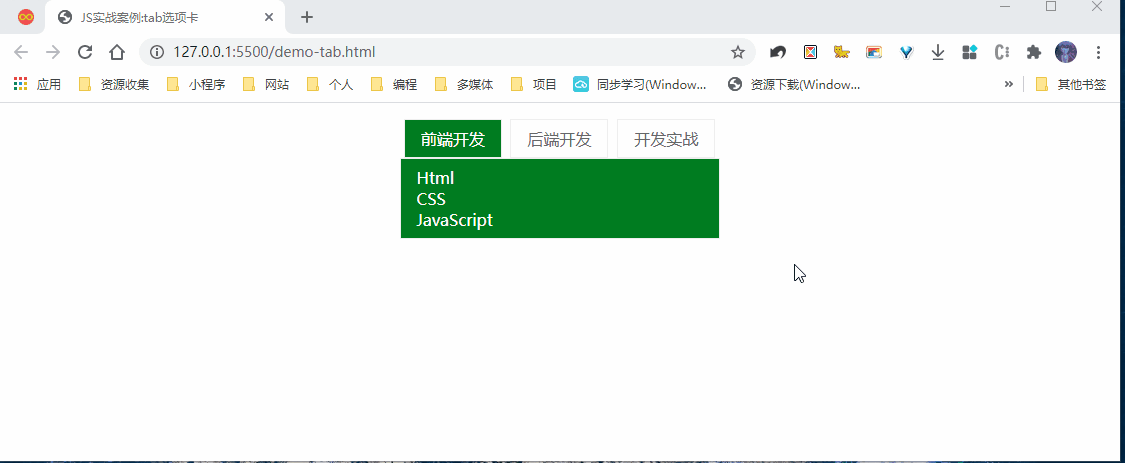 JS实战案例:tab选项卡
127.0.0.1:5500/demo-tab.html
应用 资源收集 小程序 网站 个人 编程 多媒体 项目 同步学习(Window... 资源下载(Window... » 其他书签
前端开发 后端开发 开发实战
Html
CSS
JavaScript